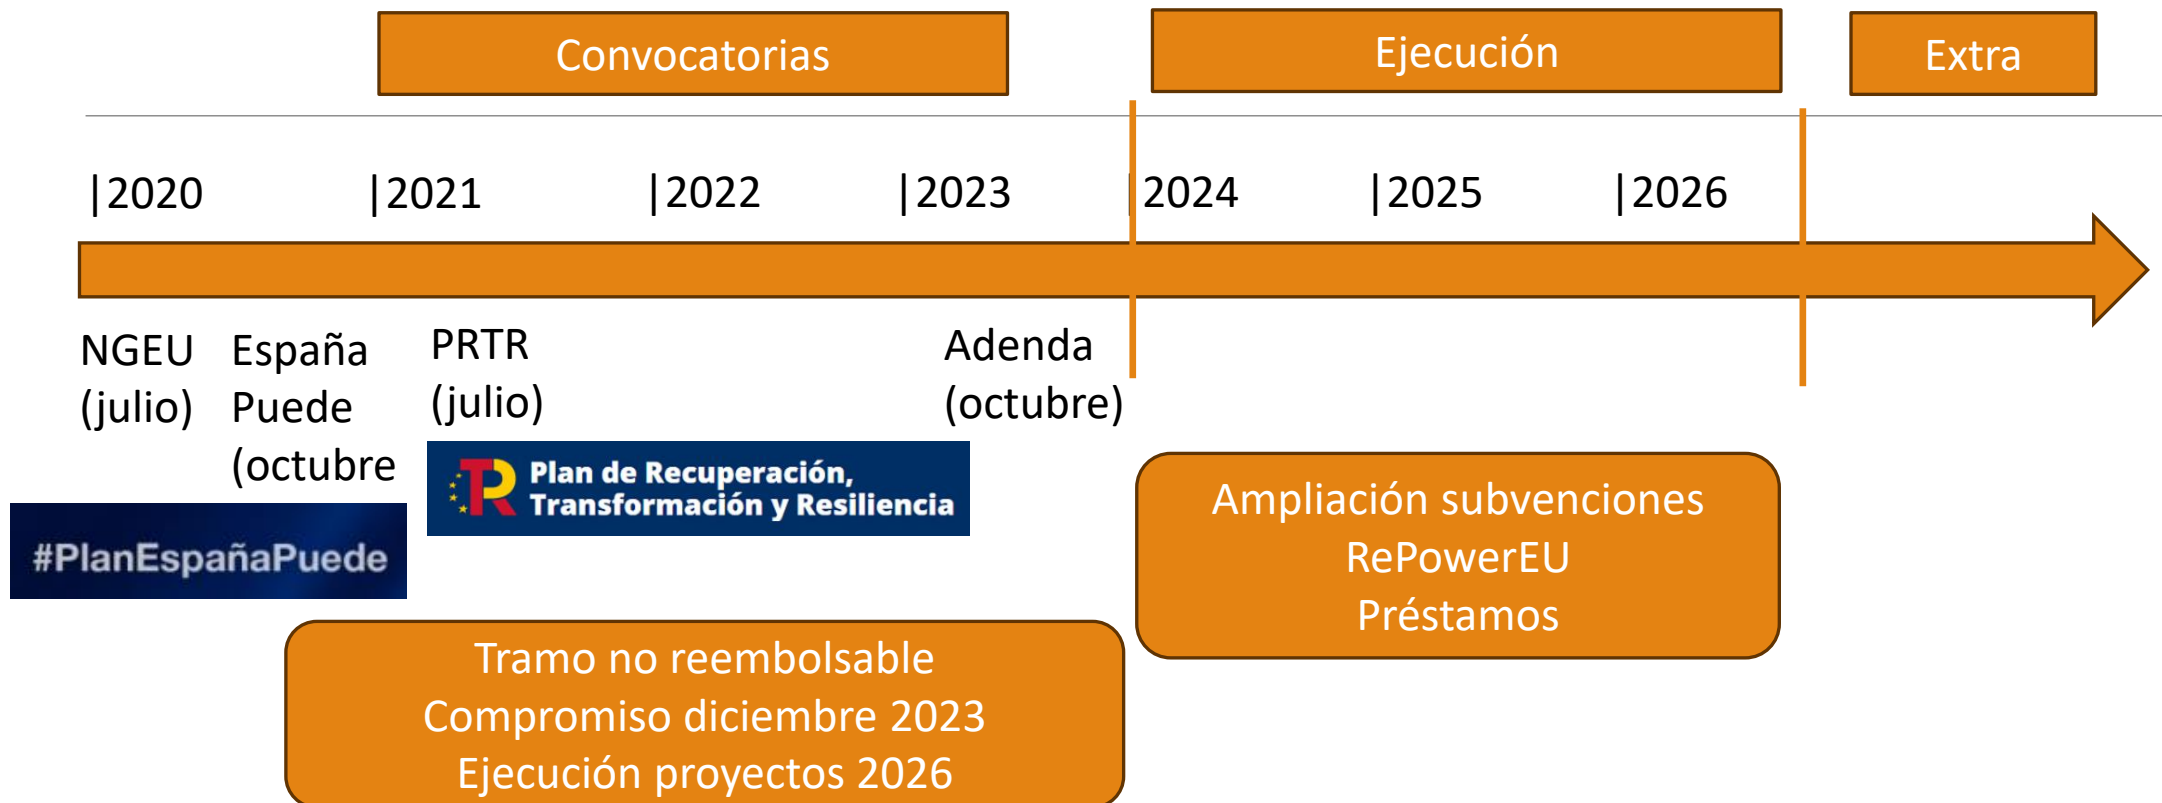 Convocatorias
Ejecución
Extra
|2020
|2021
|2022
|2023
|2024
|2025
|2026
NGEU
(julio)
España
Puede
(octubre
PRTR
(julio)
Adenda
(octubre)
#PlanEspañaPuede
TR
Plan de Recuperación,
Transformación y Resiliencia
Ampliación subvenciones
RePowerEU
Préstamos
Tramo no reembolsable
Compromiso diciembre 2023
Ejecución proyectos 2026